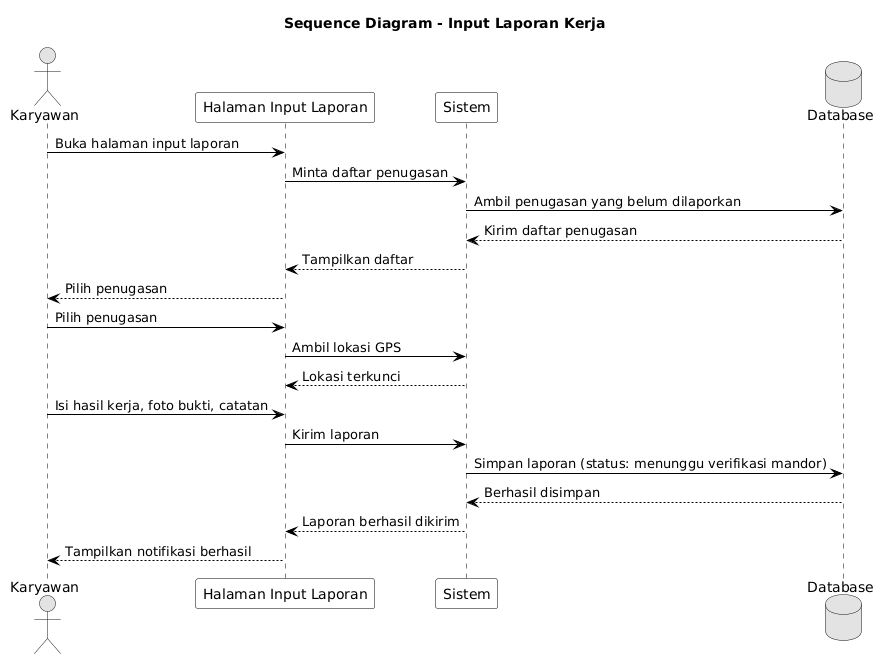 Sequence Diagram - Input Laporan Kerja
Karyawan
Halaman Input Laporan
Sistem
Database
Buka halaman input laporan
Minta daftar penugasan
Ambil penugasan yang belum dilaporkan
Kirim daftar penugasan
Tampilkan daftar
Pilih penugasan
Pilih penugasan
Ambil lokasi GPS
Lokasi terkunci
Isi hasil kerja, foto bukti, catatan
Kirim laporan
Simpan laporan (status: menunggu verifikasi mandor)
Berhasil disimpan
Laporan berhasil dikirim
Tampilkan notifikasi berhasil
Karyawan
Halaman Input Laporan
Sistem
Database